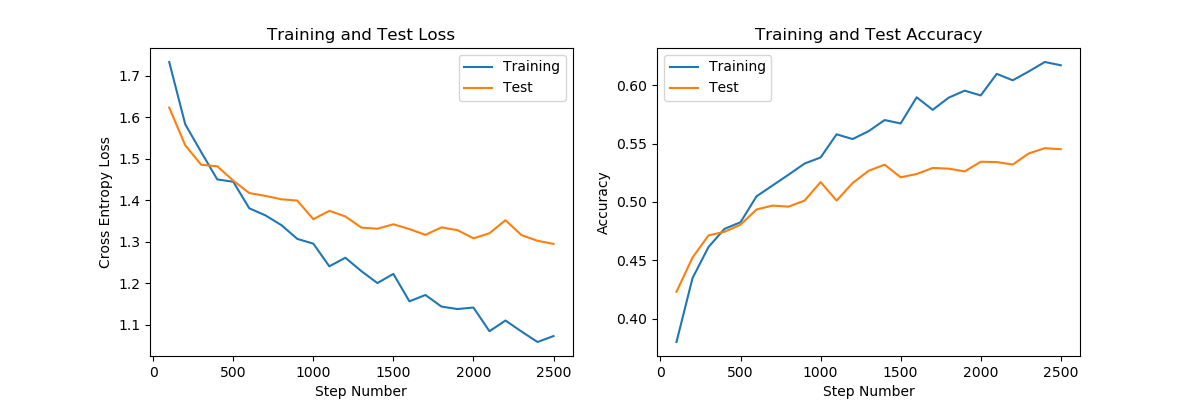 Training and Test Loss
Training
Test
1.7
1.6
1.5
1.4
1.3
1.2
1.1
Cross Entropy Loss
0
500
1000
1500
2000
2500
Step Number
Training and Test Accuracy
Training
Test
0.60
0.55
0.50
0.45
0.40
Accuracy
0
500
1000
1500
2000
2500
Step Number